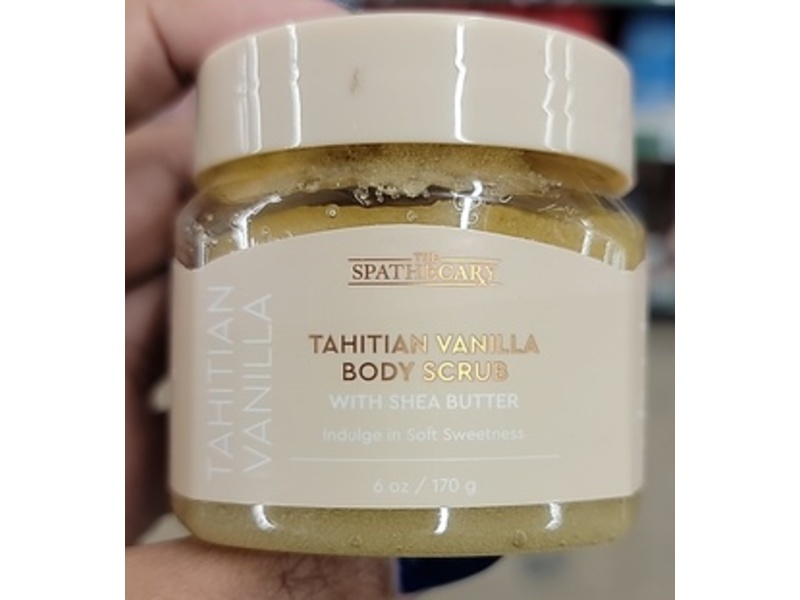 THE
SPATHECARY
TAHITIAN VANILLA
BODY SCRUB
WITH SHEA BUTTER
Indulge in Soft Sweetness
6 oz / 170 g
TAHITIAN
VANILLA